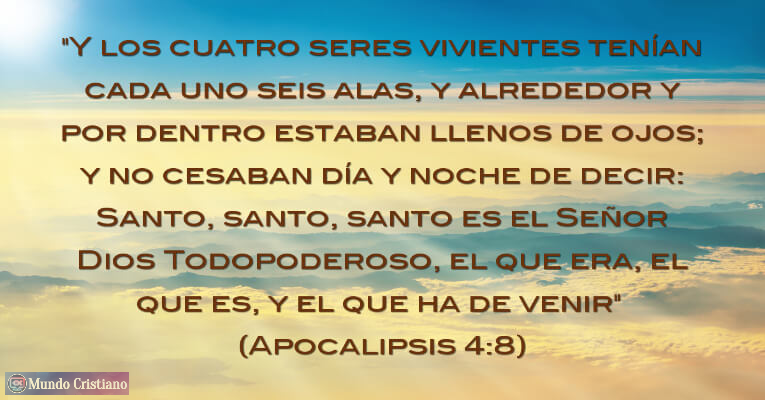 "Y los cuatro seres vivientes tenían
cada uno seis alas, y alrededor y
por dentro estaban llenos de ojos;
y no cesaban día y noche de decir:
Santo, santo, santo es el Señor
Dios Todopoderoso, el que era, el
que es, y el que ha de venir"
(Apocalipsis 4:8)
Mundo Cristiano